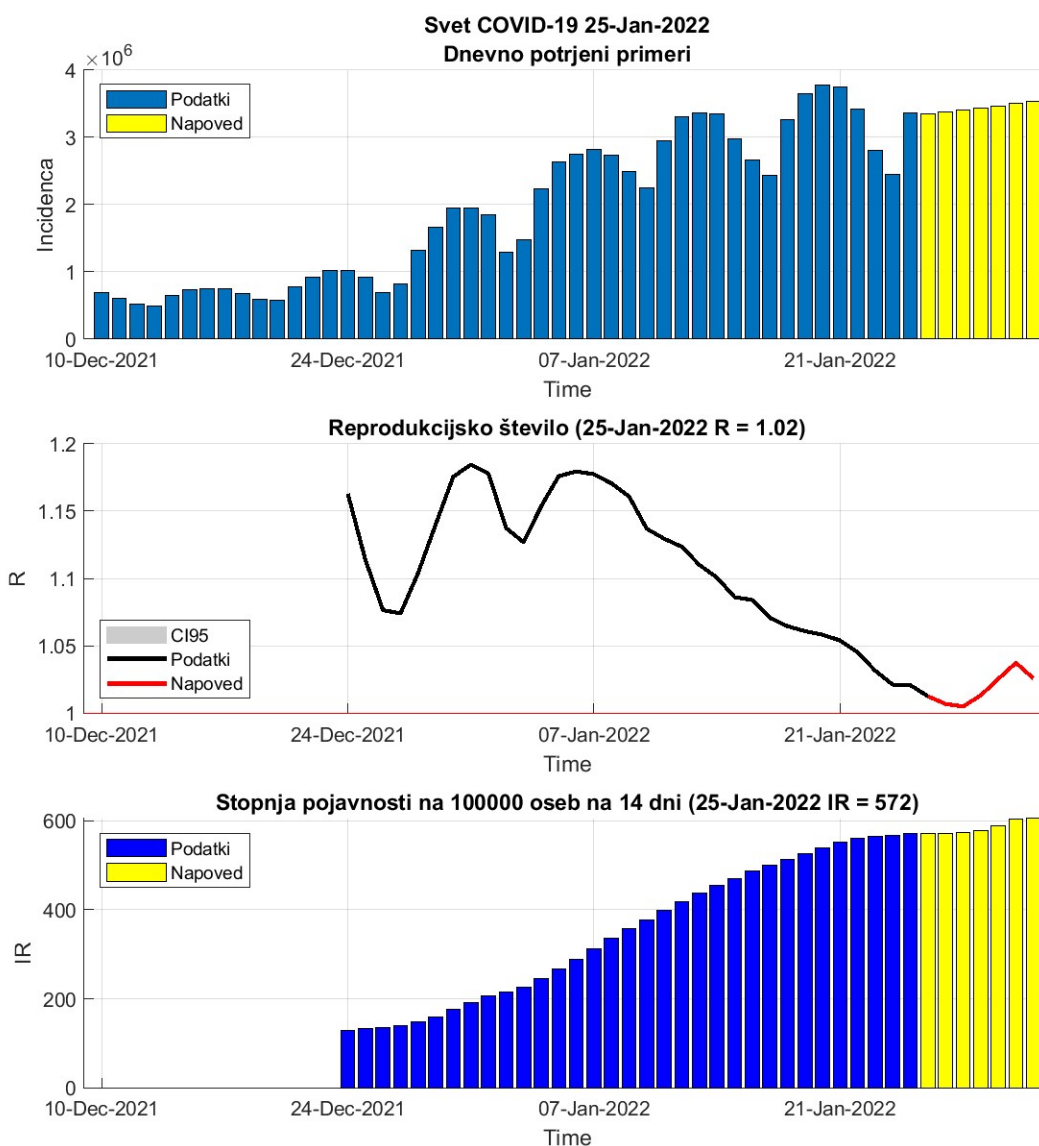 Svet COVID-19 25-Jan-2022
Dnevno potrjeni primeri
×10⁶
4
3
2
1
0
Incidenca
Podatki
Napoved
10-Dec-2021 24-Dec-2021 07-Jan-2022 21-Jan-2022
Time
Reprodukcijsko število (25-Jan-2022 R = 1.02)
1.2
1.15
1.1
1.05
1
R
CI95
Podatki
Napoved
10-Dec-2021 24-Dec-2021 07-Jan-2022 21-Jan-2022
Time
Stopnja pojavnosti na 100000 oseb na 14 dni (25-Jan-2022 IR = 572)
600
400
200
0
IR
Podatki
Napoved
10-Dec-2021 24-Dec-2021 07-Jan-2022 21-Jan-2022
Time